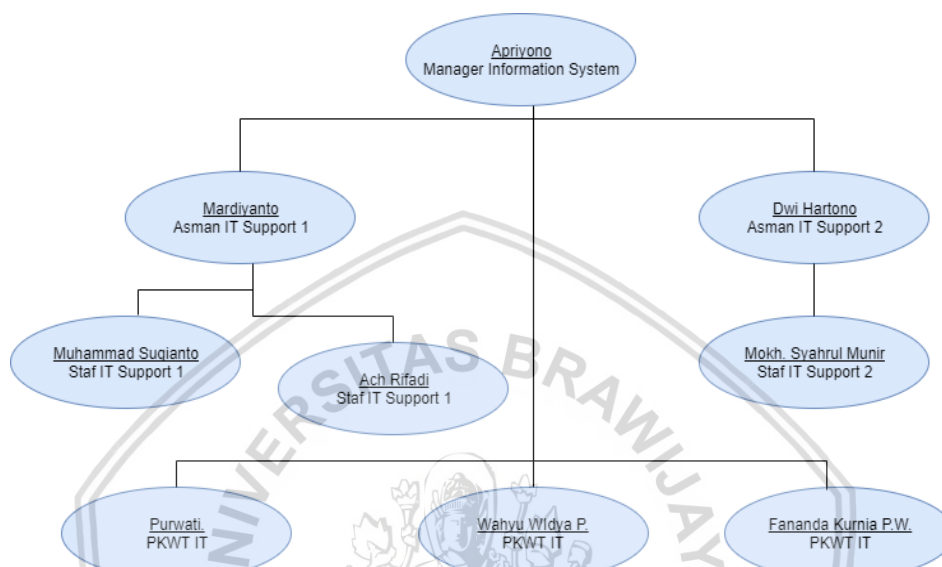 Apriyono
Manager Information System
Mardiyanto
Asman IT Support 1
Dwi Hartono
Asman IT Support 2
Muhammad Sugianto
Staf IT Support 1
Ach Rifadi
Staf IT Support 1
Mokh. Syahrul Munir
Staf IT Support 2
UNIVERSITAS BRAWIJAYA
Purwati.
PKWT IT
Wahyu Widya P.
PKWT IT
Fananda Kurnia P.W.
PKWT IT